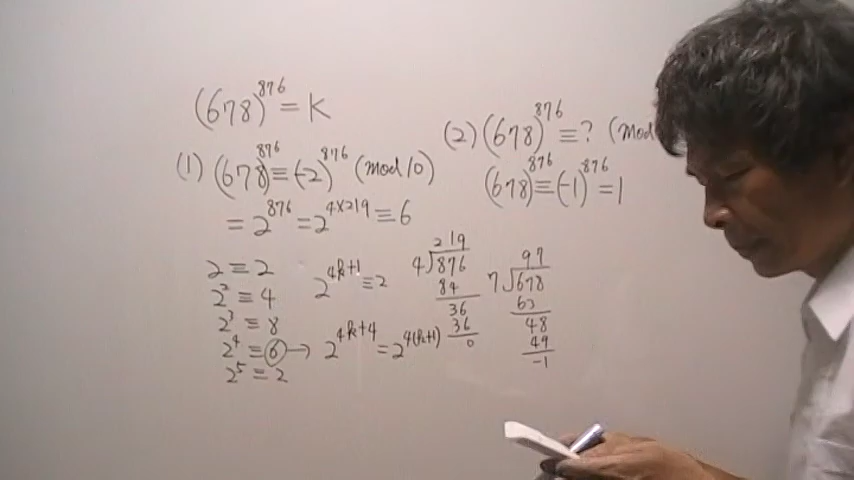 (678)^876 = K
(1) (678)^876 ≡ (-2)^876 (mod 10)
= 2^876 = 2^4×219 ≡ 6
2 ≡ 2
2^2 ≡ 4
2^3 ≡ 8
2^4 ≡ 6 → 2^4k+4 = 2^4(k+1)
2^5 ≡ 2
2^4k+1 ≡ 2
219
4)876
84
36
36
0
(2) (678)^876 ≡ ? (mod
(678)^876 ≡ (-1)^876 = 1
97
7)678
63
48
49
-1